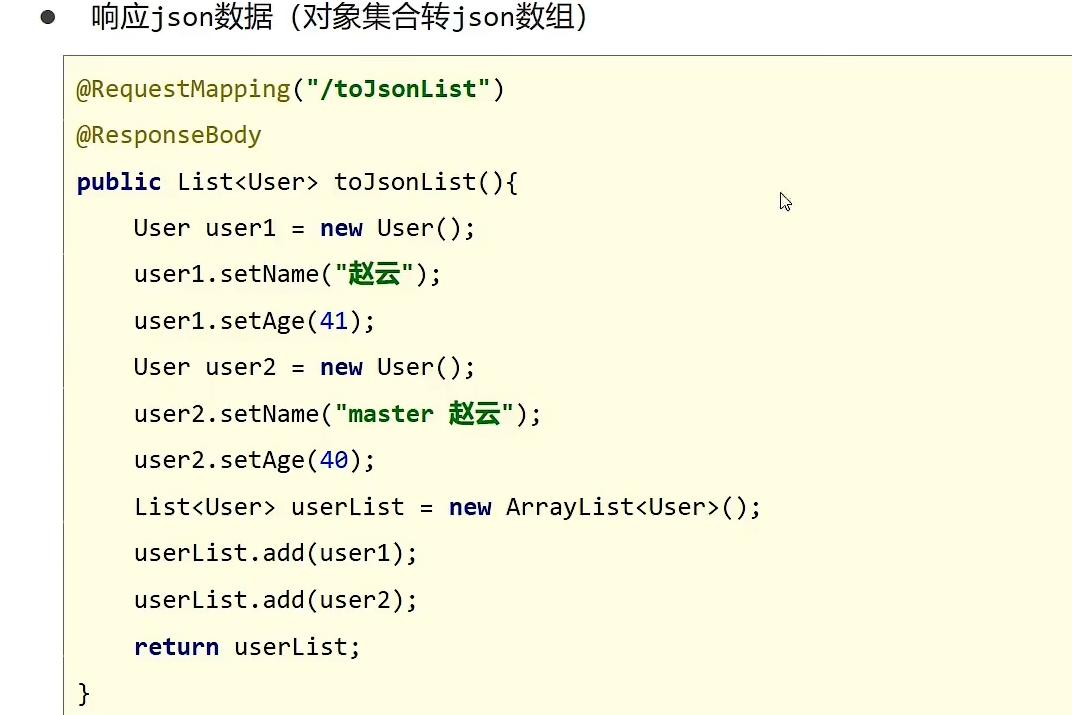 ● 响应json数据（对象集合转json数组）
@RequestMapping("/toJsonList")
@ResponseBody
public List<User> toJsonList(){
    User user1 = new User();
    user1.setName("赵云");
    user1.setAge(41);
    User user2 = new User();
    user2.setName("master 赵云");
    user2.setAge(40);
    List<User> userList = new ArrayList<User>();
    userList.add(user1);
    userList.add(user2);
    return userList;
}